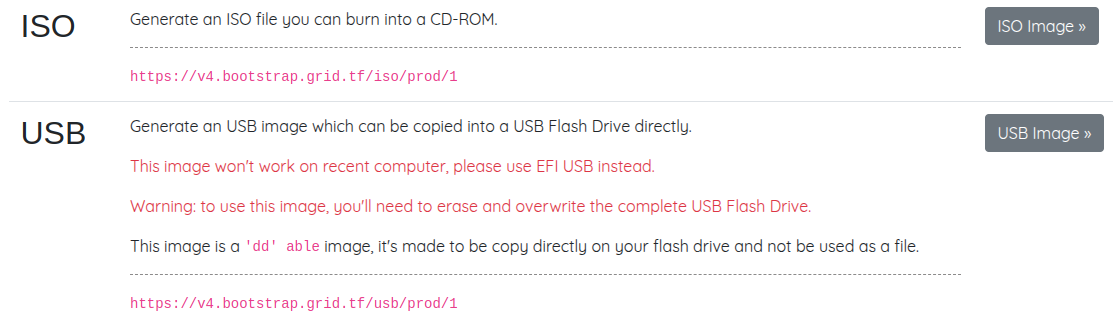 ISO
Generate an ISO file you can burn into a CD-ROM.
ISO Image »
https://v4.bootstrap.grid.tf/iso/prod/1
USB
Generate an USB image which can be copied into a USB Flash Drive directly.
USB Image »
This image won't work on recent computer, please use EFI USB instead.
Warning: to use this image, you'll need to erase and overwrite the complete USB Flash Drive.
This image is a 'dd' able image, it's made to be copy directly on your flash drive and not be used as a file.
https://v4.bootstrap.grid.tf/usb/prod/1